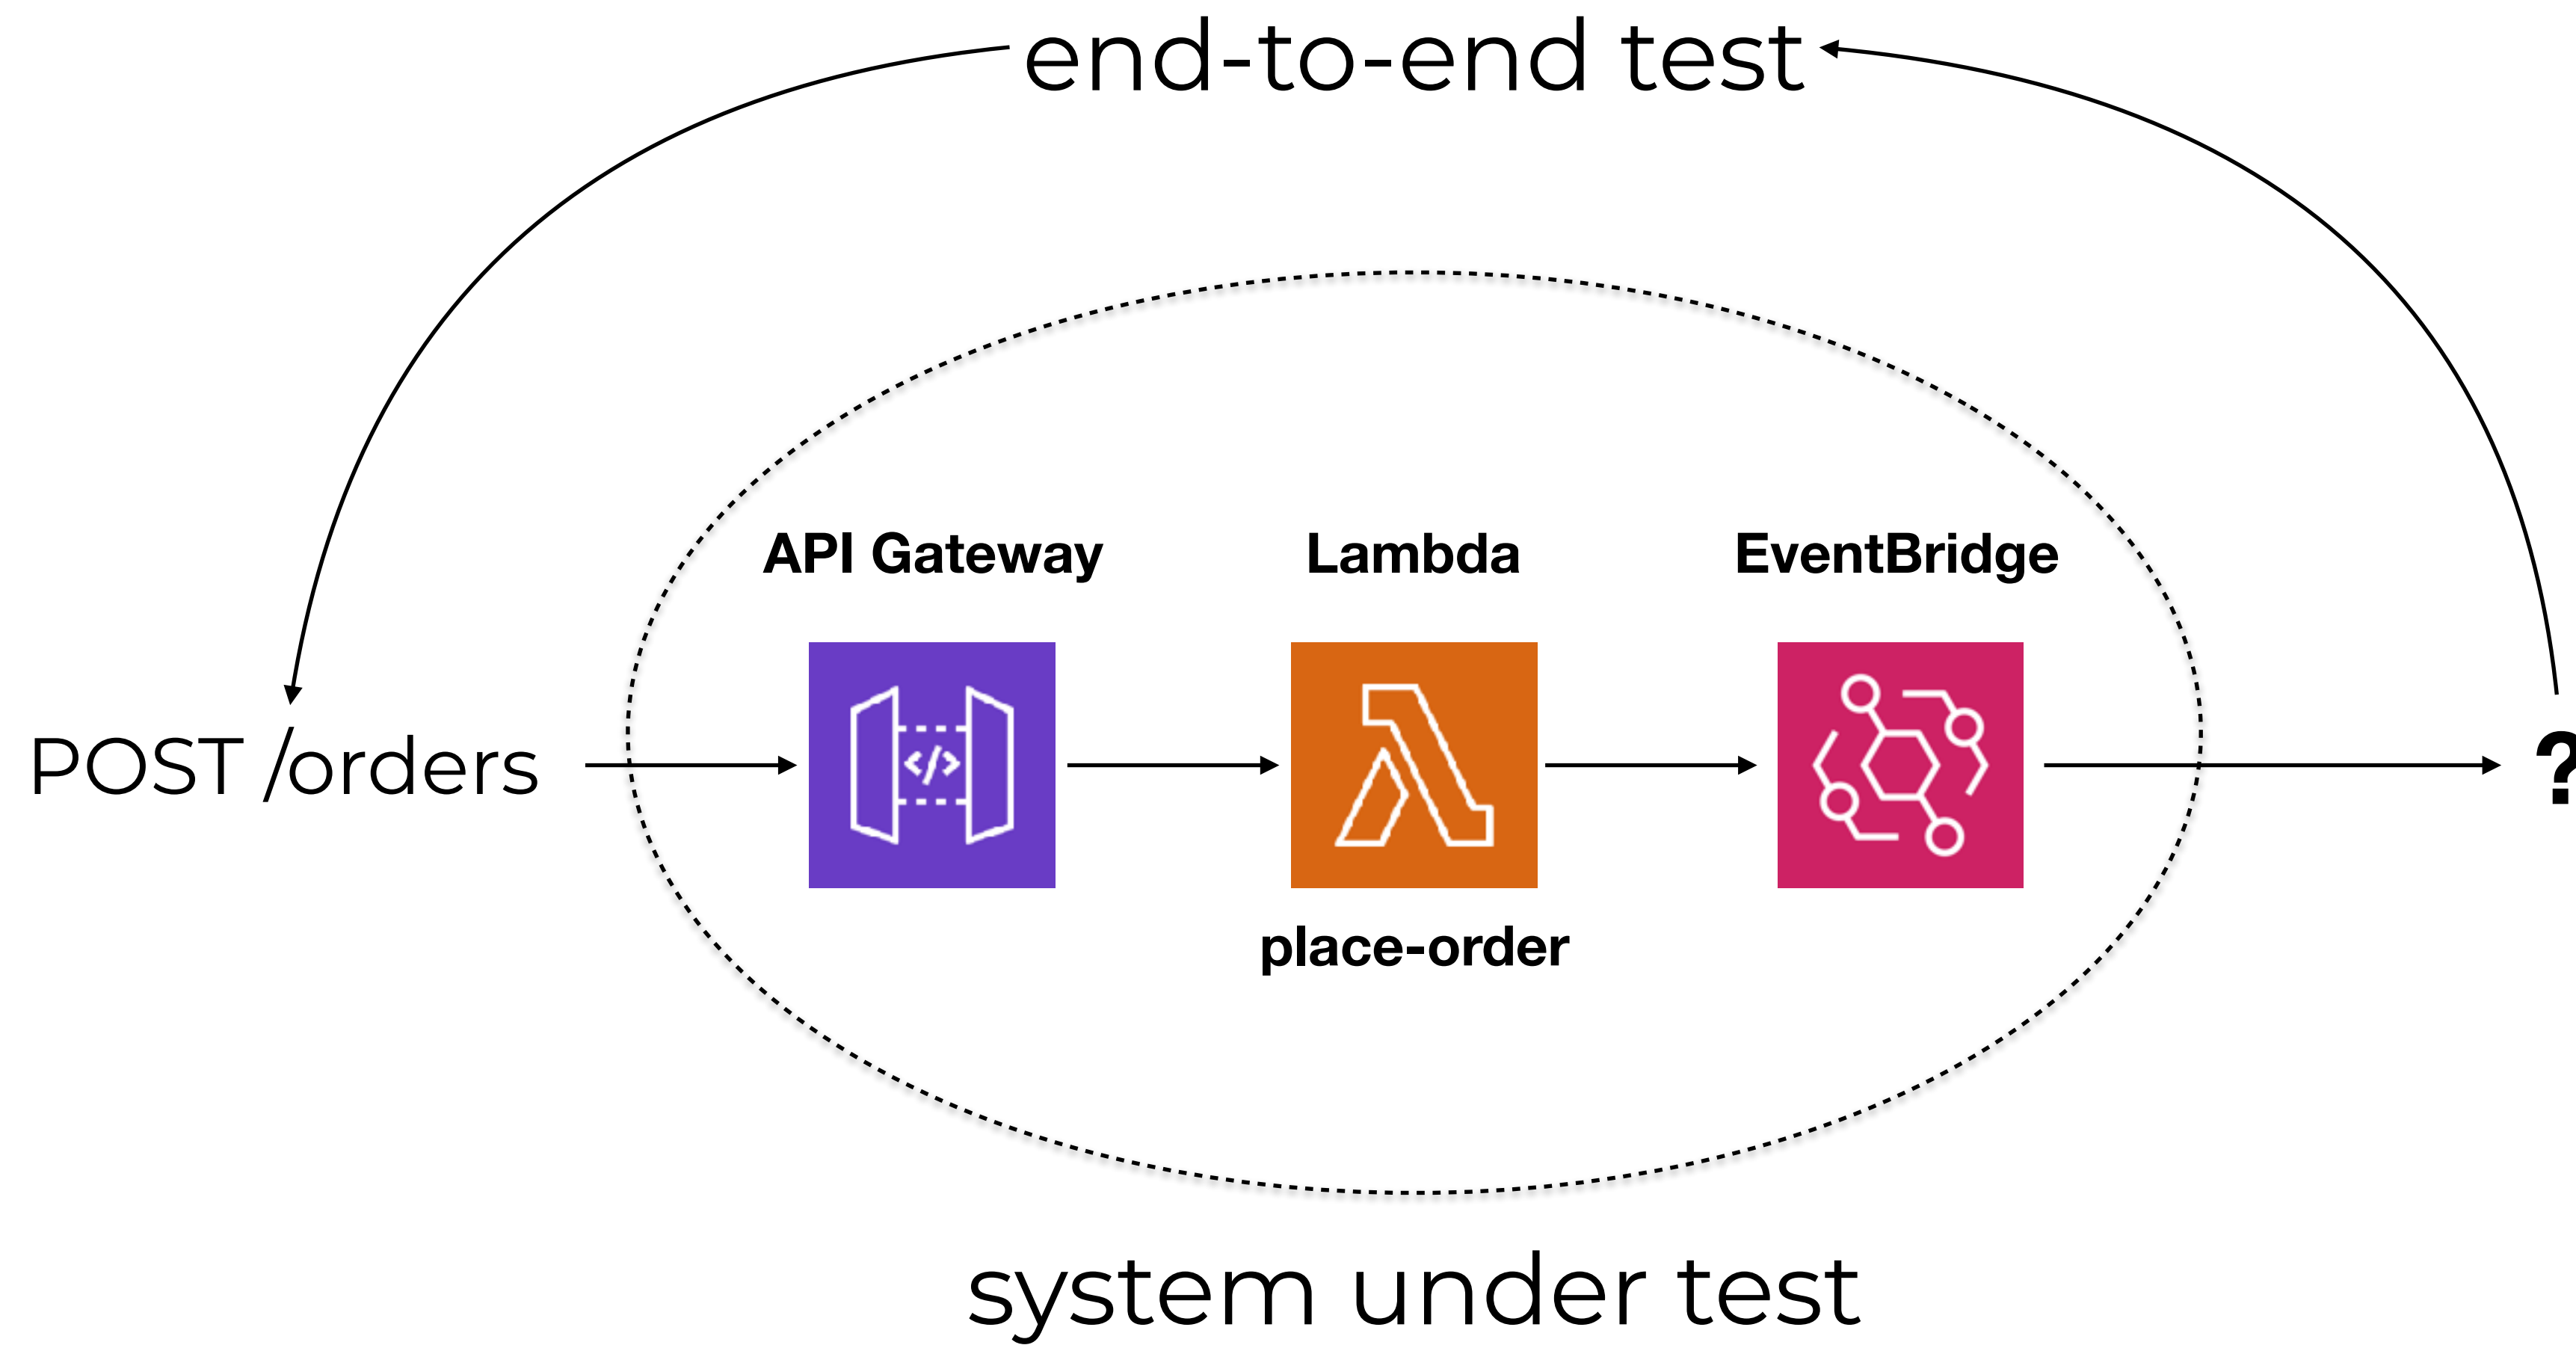 end-to-end test
API Gateway
Lambda
EventBridge
</>
POST /orders
?
place-order
system under test